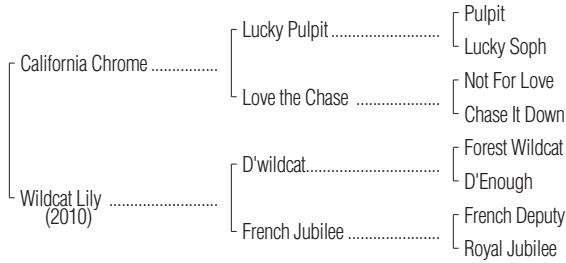 Pulpit
Lucky Pulpit
Lucky Soph
California Chrome
Not For Love
Love the Chase
Chase It Down
Forest Wildcat
D'wildcat
D'Enough
Wildcat Lily
(2010)
French Deputy
French Jubilee
Royal Jubilee